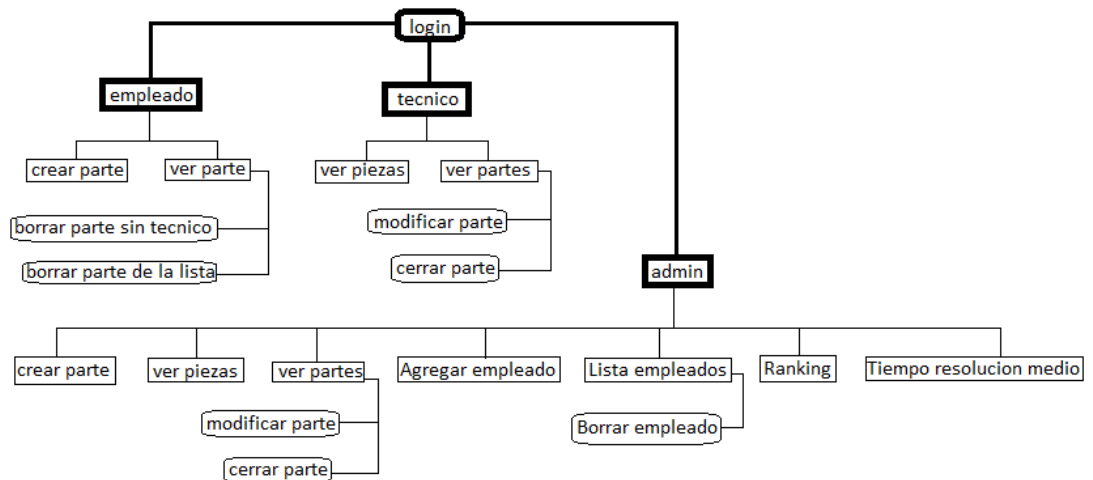 login
empleado
tecnico
crear parte
ver parte
ver piezas
ver partes
borrar parte sin tecnico
modificar parte
borrar parte de la lista
cerrar parte
admin
crear parte
ver piezas
ver partes
Agregar empleado
Lista empleados
Ranking
Tiempo resolucion medio
modificar parte
Borrar empleado
cerrar parte